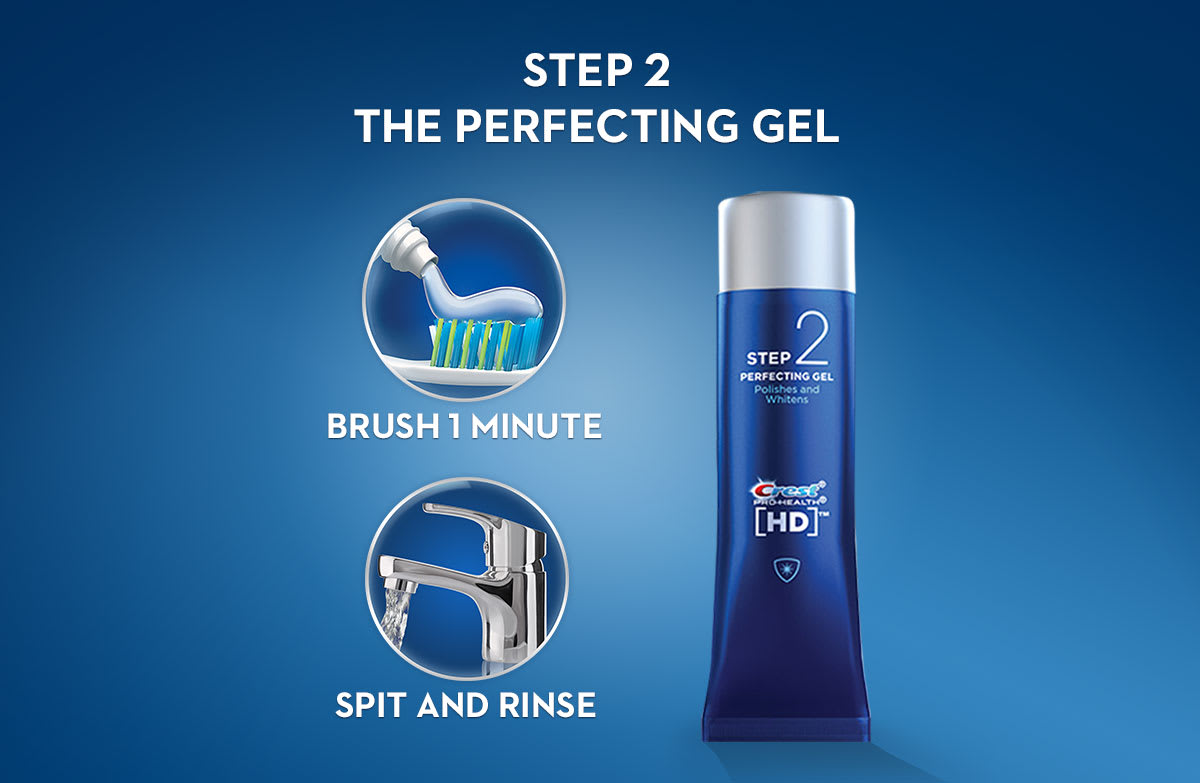 STEP 2
THE PERFECTING GEL
BRUSH 1 MINUTE
SPIT AND RINSE
STEP 2
PERFECTING GEL
Polishes and
Whitens
Crest®
PRO-HEALTH®
[HD]™